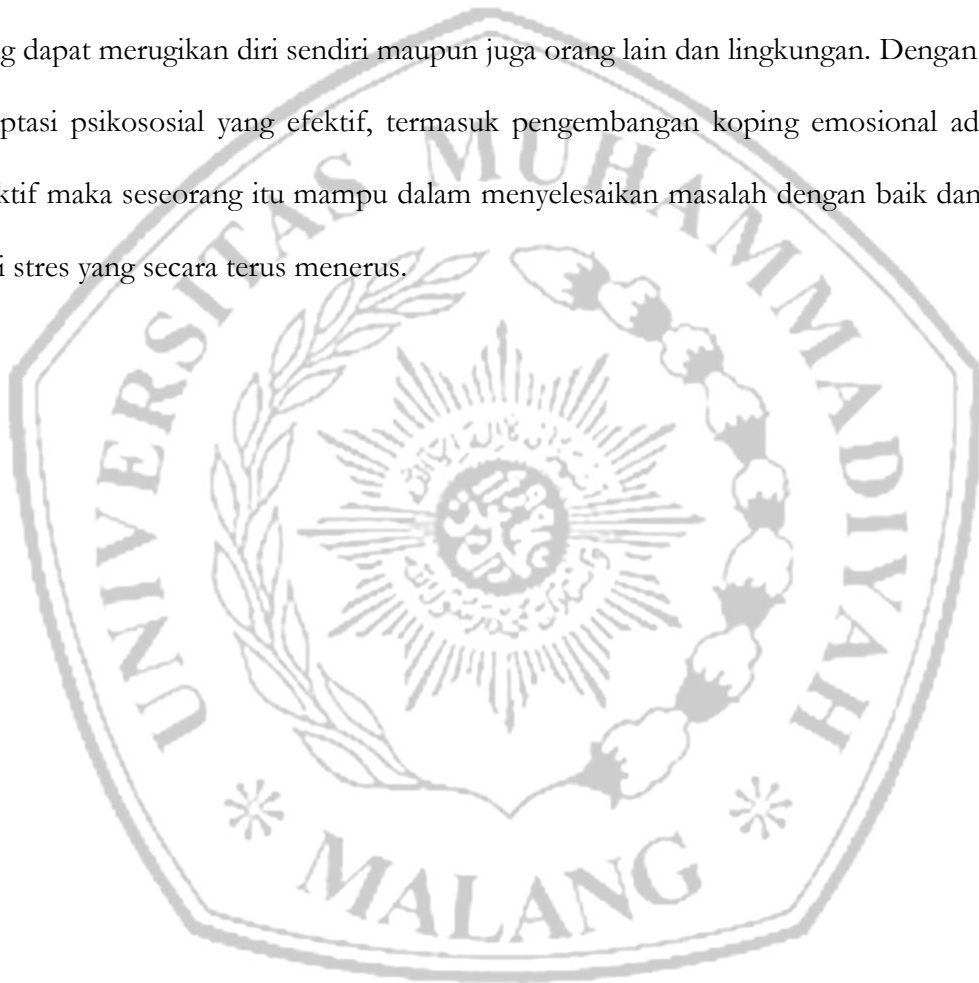 g dapat merugikan diri sendiri maupun juga orang lain dan lingkungan. Dengan
ptasi psikososial yang efektif, termasuk pengembangan koping emosional ad
ktif maka seseorang itu mampu dalam menyelesaikan masalah dengan baik dan
i stres yang secara terus menerus.
UNIVERSITAS MUHAMMADIYAH
MALANG